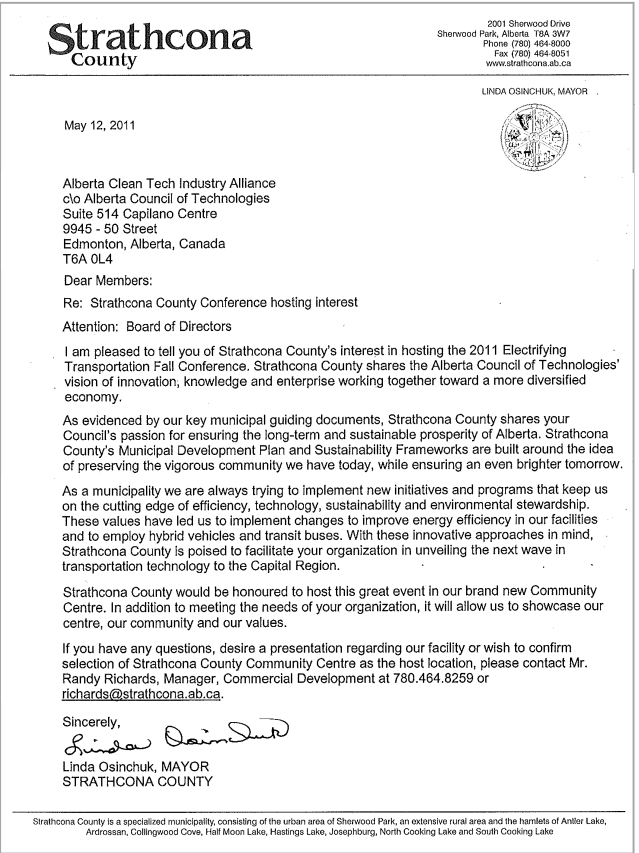 Strathcona
County
2001 Sherwood Drive
Sherwood Park, Alberta T8A 3W7
Phone (780) 464-8000
Fax (780) 464-8051
www.strathcona.ab.ca
LINDA OSINCHUK, MAYOR
May 12, 2011
Alberta Clean Tech Industry Alliance
c\o Alberta Council of Technologies
Suite 514 Capilano Centre
9945 - 50 Street
Edmonton, Alberta, Canada
T6A 0L4
Dear Members:
Re: Strathcona County Conference hosting interest
Attention: Board of Directors
I am pleased to tell you of Strathcona County's interest in hosting the 2011 Electrifying
Transportation Fall Conference. Strathcona County shares the Alberta Council of Technologies'
vision of innovation, knowledge and enterprise working together toward a more diversified
economy.
As evidenced by our key municipal guiding documents, Strathcona County shares your
Council's passion for ensuring the long-term and sustainable prosperity of Alberta. Strathcona
County's Municipal Development Plan and Sustainability Frameworks are built around the idea
of preserving the vigorous community we have today, while ensuring an even brighter tomorrow.
As a municipality we are always trying to implement new initiatives and programs that keep us
on the cutting edge of efficiency, technology, sustainability and environmental stewardship.
These values have led us to implement changes to improve energy efficiency in our facilities
and to employ hybrid vehicles and transit buses. With these innovative approaches in mind,
Strathcona County is poised to facilitate your organization in unveiling the next wave in
transportation technology to the Capital Region.
Strathcona County would be honoured to host this great event in our brand new Community
Centre. In addition to meeting the needs of your organization, it will allow us to showcase our
centre, our community and our values.
If you have any questions, desire a presentation regarding our facility or wish to confirm
selection of Strathcona County Community Centre as the host location, please contact Mr.
Randy Richards, Manager, Commercial Development at 780.464.8259 or
richards@strathcona.ab.ca.
Sincerely,
Linda Osinchuk
Linda Osinchuk, MAYOR
STRATHCONA COUNTY
Strathcona County is a specialized municipality, consisting of the urban area of Sherwood Park, an extensive rural area and the hamlets of Antler Lake,
Ardrossan, Collingwood Cove, Half Moon Lake, Hastings Lake, Josephburg, North Cooking Lake and South Cooking Lake